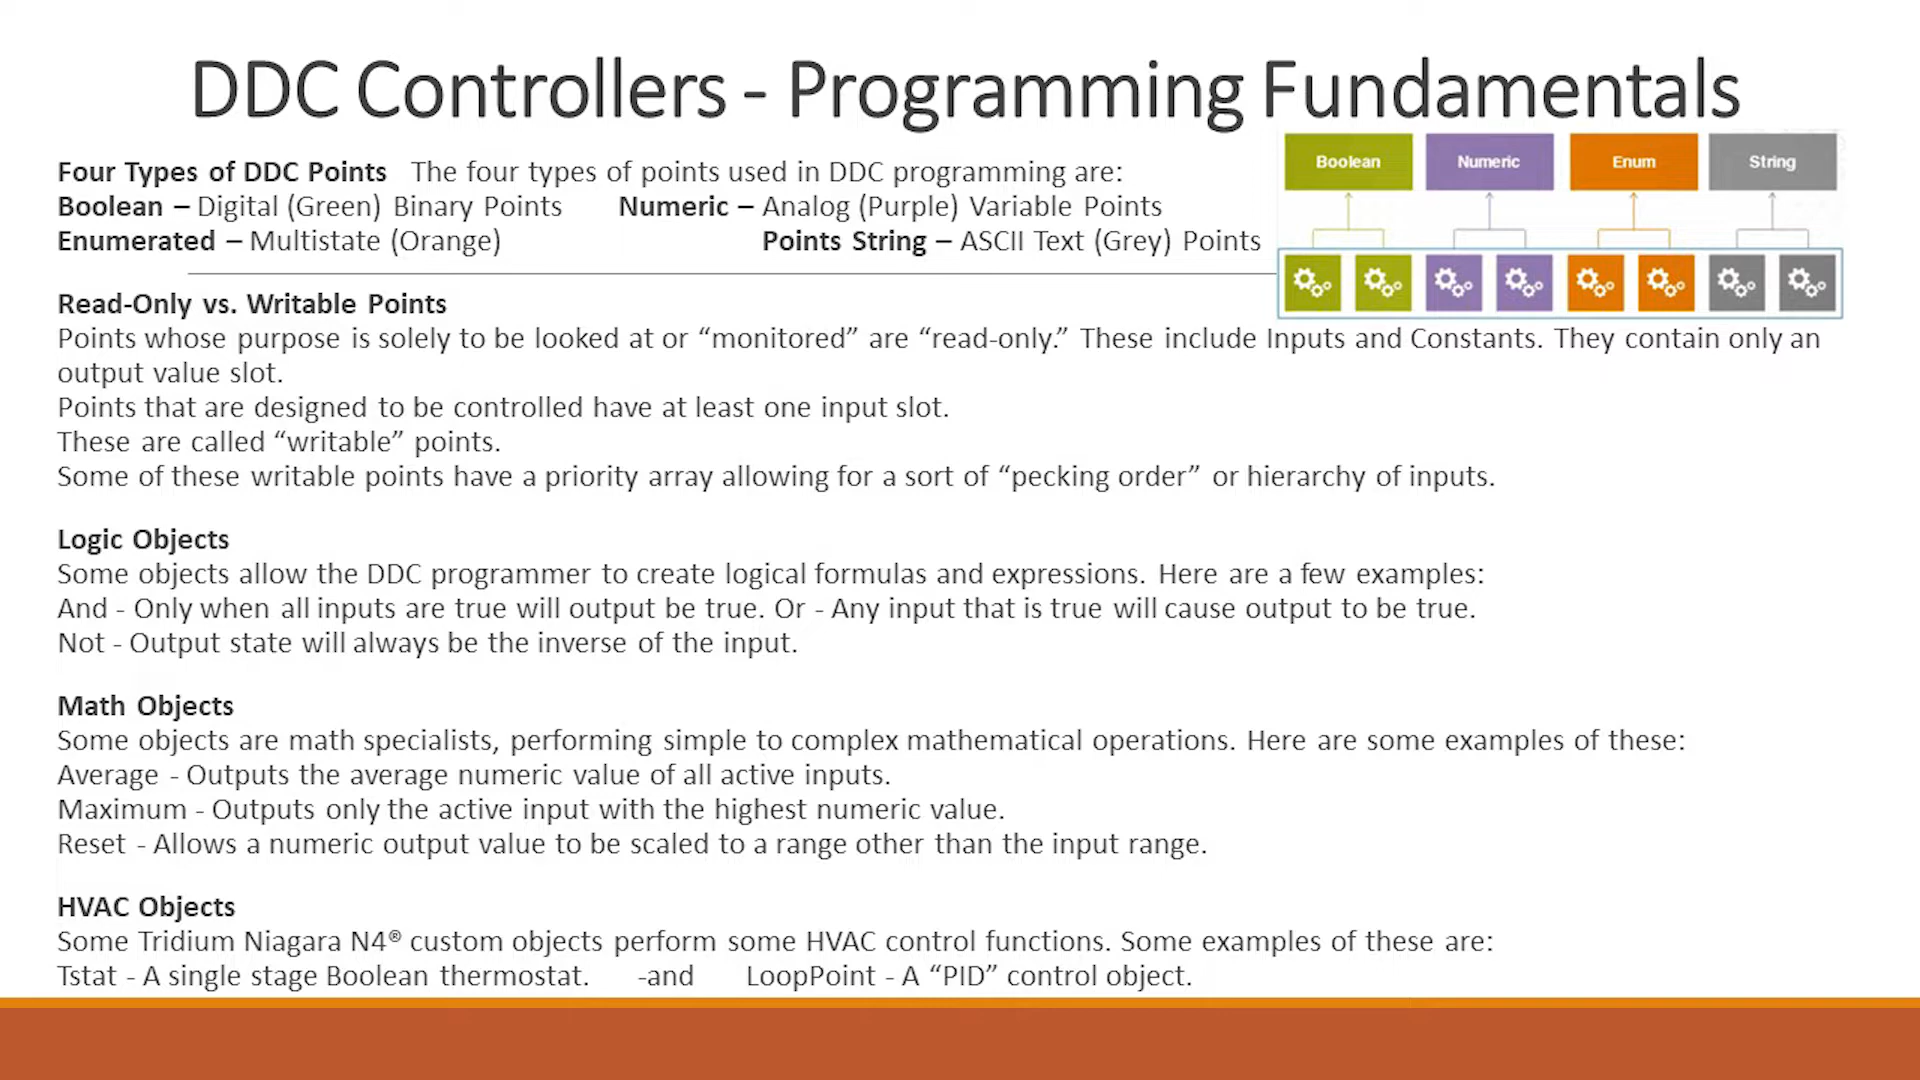 DDC Controllers - Programming Fundamentals
Boolean Numeric Enum String
Four Types of DDC Points The four types of points used in DDC programming are:
Boolean – Digital (Green) Binary Points Numeric – Analog (Purple) Variable Points
Enumerated – Multistate (Orange) Points String – ASCII Text (Grey) Points
Read-Only vs. Writable Points
Points whose purpose is solely to be looked at or “monitored” are “read-only.” These include Inputs and Constants. They contain only an
output value slot.
Points that are designed to be controlled have at least one input slot.
These are called “writable” points.
Some of these writable points have a priority array allowing for a sort of “pecking order” or hierarchy of inputs.
Logic Objects
Some objects allow the DDC programmer to create logical formulas and expressions. Here are a few examples:
And - Only when all inputs are true will output be true. Or - Any input that is true will cause output to be true.
Not - Output state will always be the inverse of the input.
Math Objects
Some objects are math specialists, performing simple to complex mathematical operations. Here are some examples of these:
Average - Outputs the average numeric value of all active inputs.
Maximum - Outputs only the active input with the highest numeric value.
Reset - Allows a numeric output value to be scaled to a range other than the input range.
HVAC Objects
Some Tridium Niagara N4® custom objects perform some HVAC control functions. Some examples of these are:
Tstat - A single stage Boolean thermostat. -and LoopPoint - A “PID” control object.